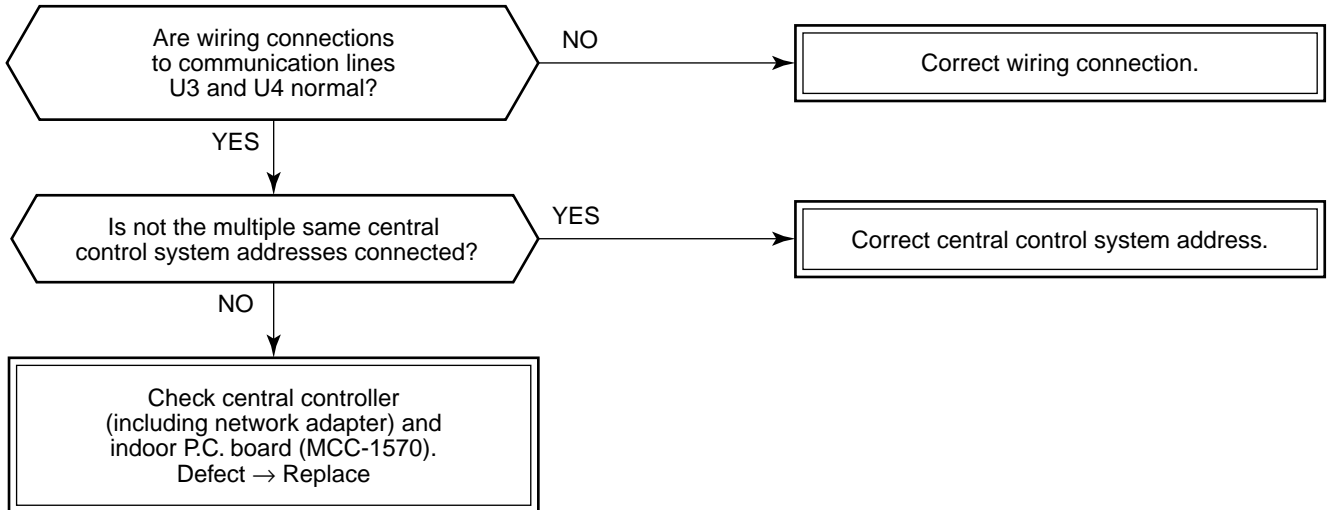 Are wiring connections
to communication lines
U3 and U4 normal?
NO
Correct wiring connection.
YES
Is not the multiple same central
control system addresses connected?
YES
Correct central control system address.
NO
Check central controller
(including network adapter) and
indoor P.C. board (MCC-1570).
Defect → Replace